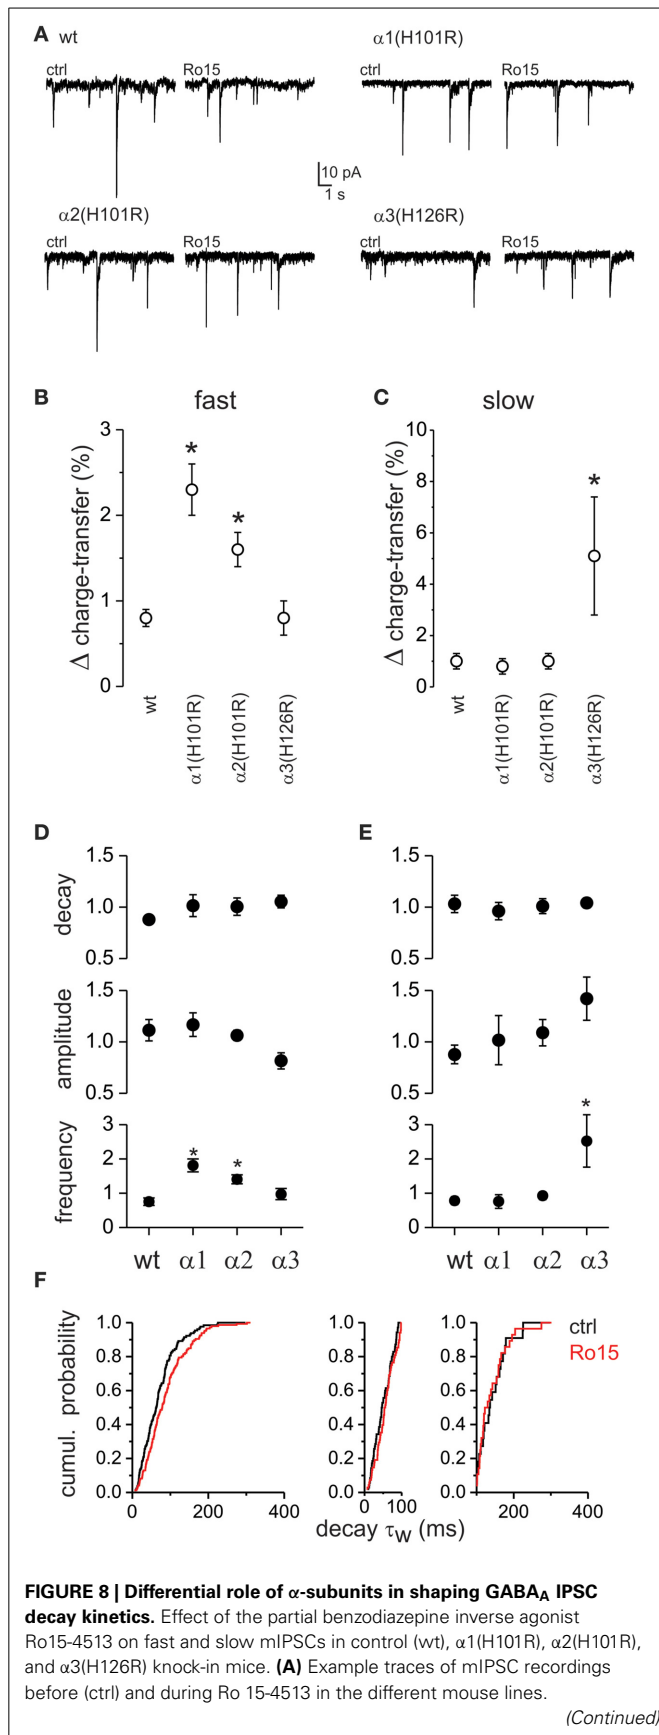 A
wt
α1(H101R)
ctrl
Ro15
ctrl
Ro15
10 pA
1 s
α2(H101R)
α3(H126R)
ctrl
Ro15
ctrl
Ro15
B
fast
C
slow
Δ charge-transfer (%)
3
2
1
0
*
*
wt
α1(H101R)
α2(H101R)
α3(H126R)
Δ charge-transfer (%)
10
8
6
4
2
0
*
wt
α1(H101R)
α2(H101R)
α3(H126R)
D
E
decay
1.5
1.0
0.5
1.5
1.0
0.5
amplitude
1.5
1.0
0.5
1.5
1.0
0.5
frequency
3
2
1
0
* *
3
2
1
0
*
wt α1 α2 α3
wt α1 α2 α3
F
cumul. probability
1.0
0.8
0.6
0.4
0.2
0.0
0 200 400
1.0
0.8
0.6
0.4
0.2
0.0
0 100
1.0
0.8
0.6
0.4
0.2
0.0
200 400
ctrl
Ro15
decay τw (ms)
FIGURE 8 | Differential role of α-subunits in shaping GABAA IPSC
decay kinetics. Effect of the partial benzodiazepine inverse agonist
Ro15-4513 on fast and slow mIPSCs in control (wt), α1(H101R), α2(H101R),
and α3(H126R) knock-in mice. (A) Example traces of mIPSC recordings
before (ctrl) and during Ro 15-4513 in the different mouse lines.
(Continued)